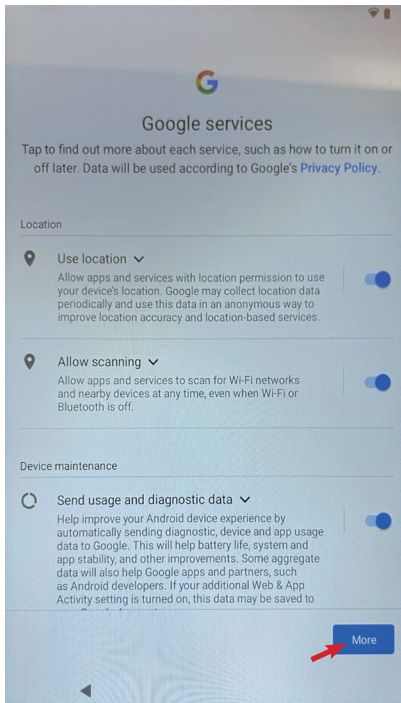 Google services
Tap to find out more about each service, such as how to turn it on or
off later. Data will be used according to Google's Privacy Policy.
Location
Use location
Allow apps and services with location permission to use
your device's location. Google may collect location data
periodically and use this data in an anonymous way to
improve location accuracy and location-based services.
Allow scanning
Allow apps and services to scan for Wi-Fi networks
and nearby devices at any time, even when Wi-Fi or
Bluetooth is off.
Device maintenance
Send usage and diagnostic data
Help improve your Android device experience by
automatically sending diagnostic, device and app usage
data to Google. This will help battery life, system and
app stability, and other improvements. Some aggregate
data will also help Google apps and partners, such
as Android developers. If your additional Web & App
Activity setting is turned on, this data may be saved to
More